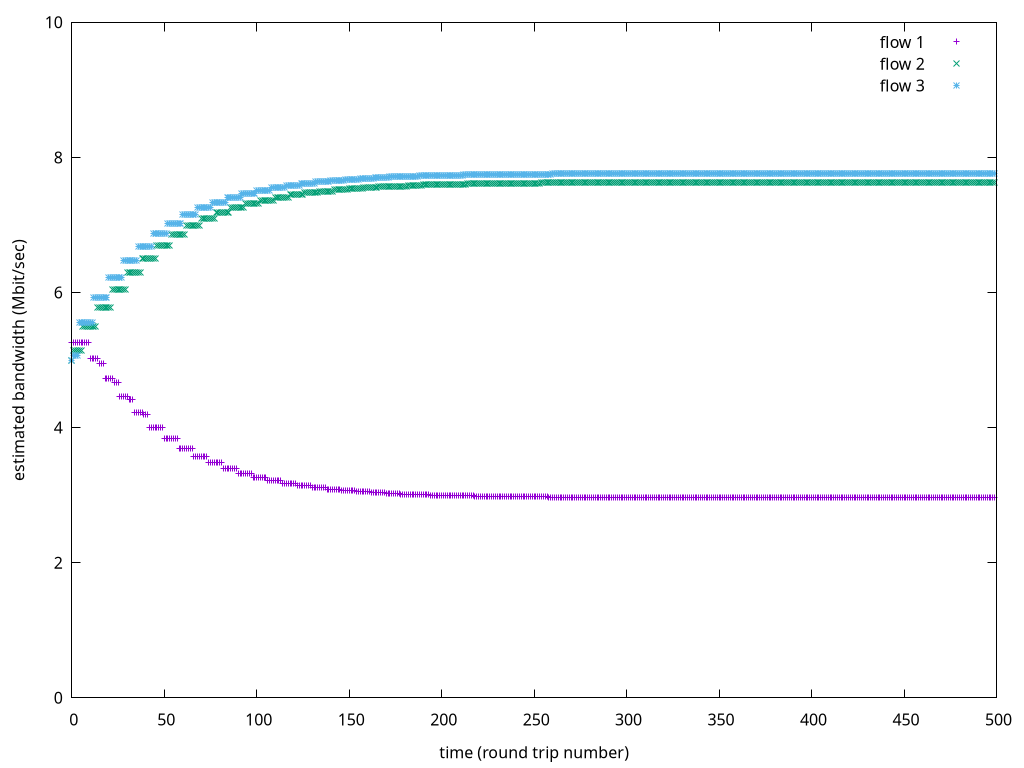 10
8
6
4
2
0
estimated bandwidth (Mbit/sec)
flow 1
flow 2
flow 3
0 50 100 150 200 250 300 350 400 450 500
time (round trip number)